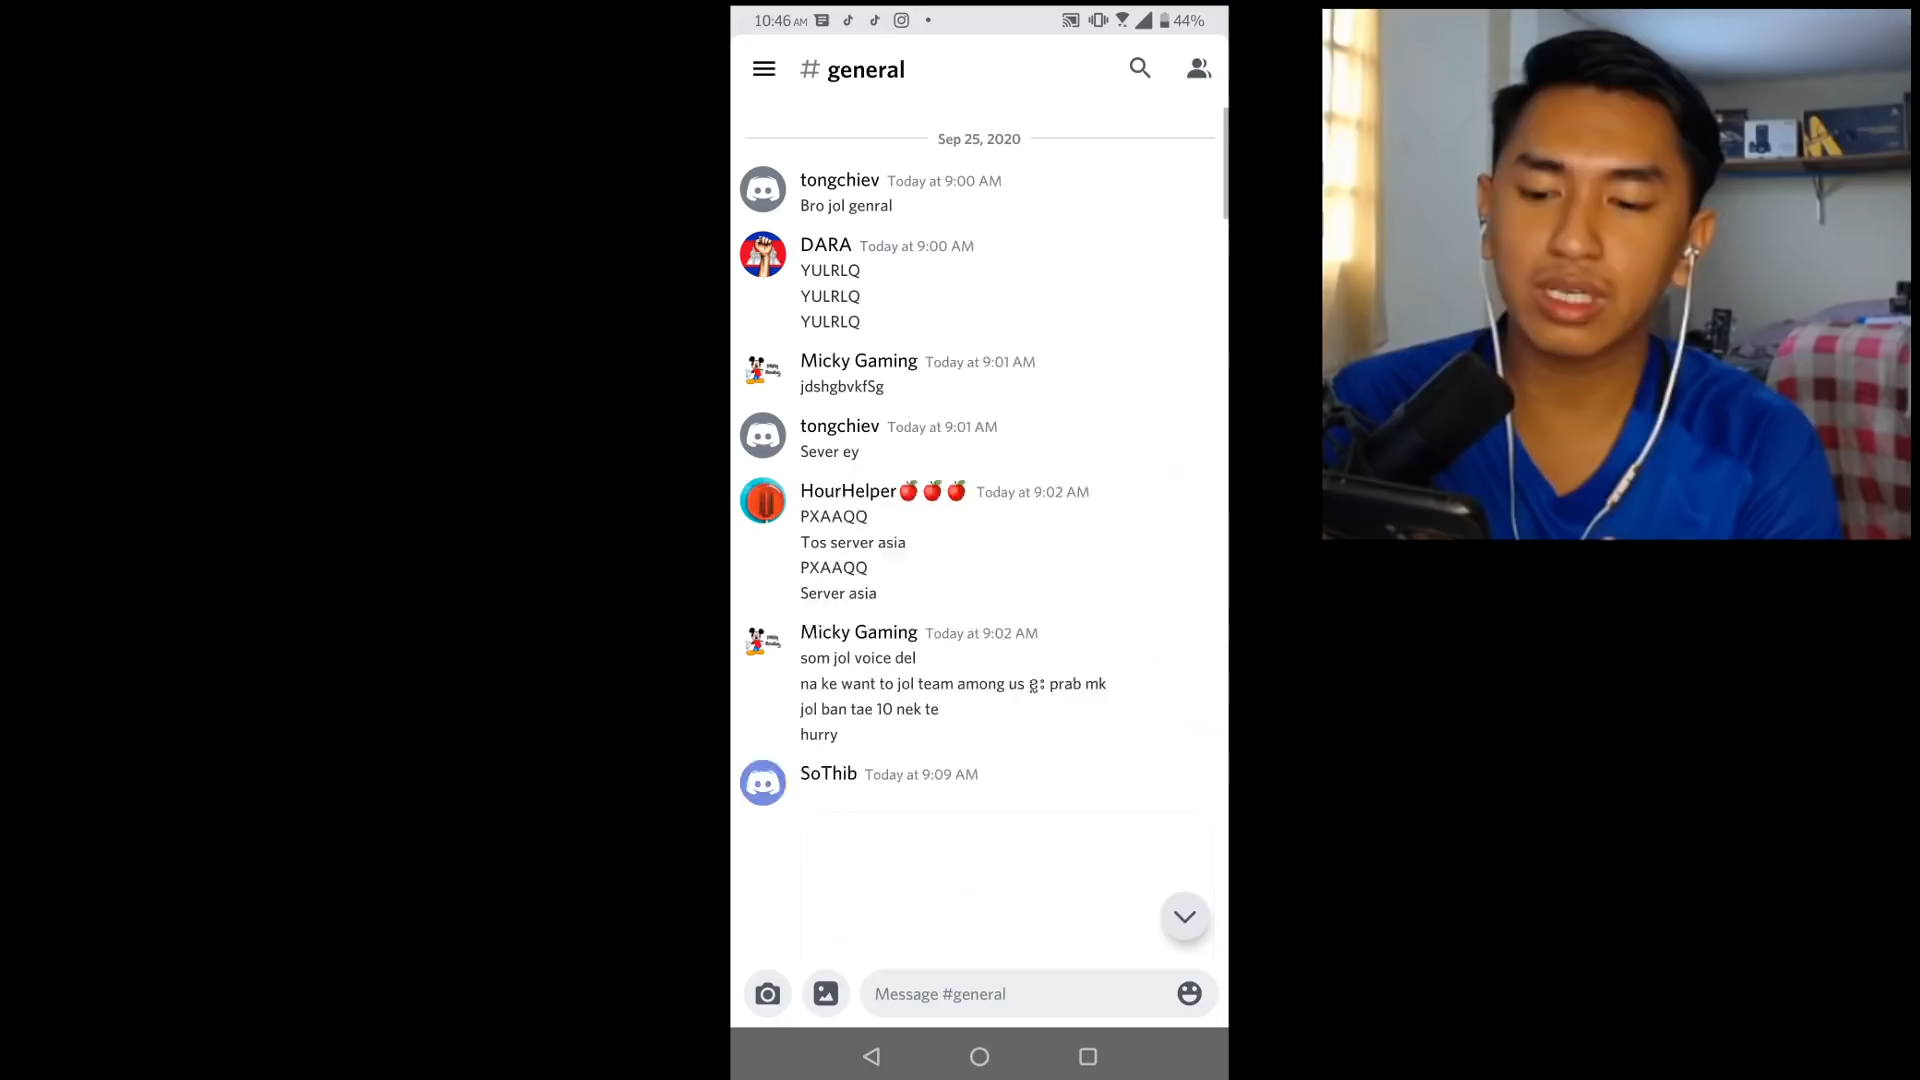 10:46 AM
44%
# general
Sep 25, 2020
tongchiev Today at 9:00 AM
Bro jol genral
DARA Today at 9:00 AM
YULRLQ
YULRLQ
YULRLQ
Micky Gaming Today at 9:01 AM
jdshgbvkfSg
tongchiev Today at 9:01 AM
Sever ey
HourHelper🍎🍎🍎 Today at 9:02 AM
PXAAQQ
Tos server asia
PXAAQQ
Server asia
Micky Gaming Today at 9:02 AM
som jol voice del
na ke want to jol team among us ខ្លះ prab mk
jol ban tae 10 nek te
hurry
SoThib Today at 9:09 AM
Message #general